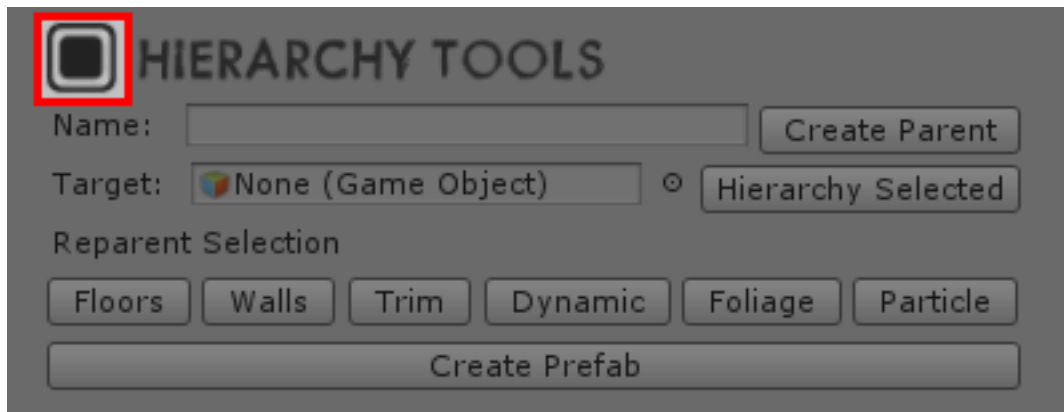 HiERARCHY TOOLS
Name: Create Parent
Target: None (Game Object) Hierarchy Selected
Reparent Selection
Floors Walls Trim Dynamic Foliage Particle
Create Prefab